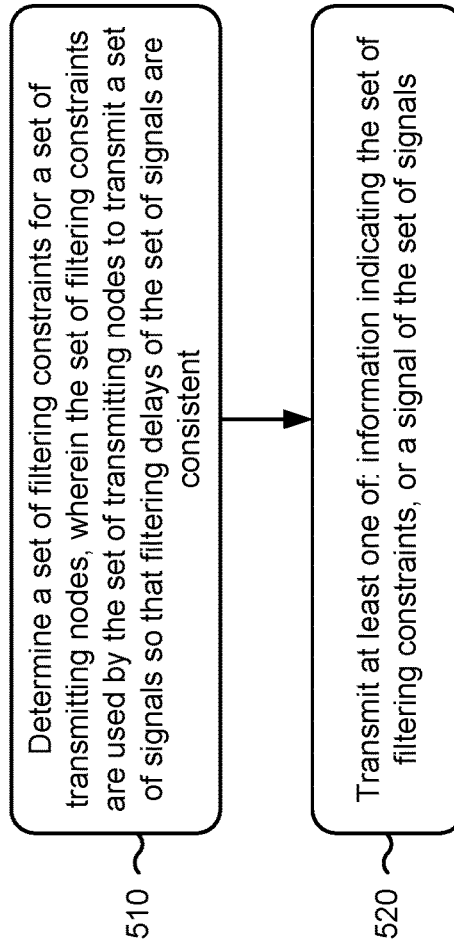 510
Determine a set of filtering constraints for a set of
transmitting nodes, wherein the set of filtering constraints
are used by the set of transmitting nodes to transmit a set
of signals so that filtering delays of the set of signals are
consistent
520
Transmit at least one of: information indicating the set of
filtering constraints, or a signal of the set of signals